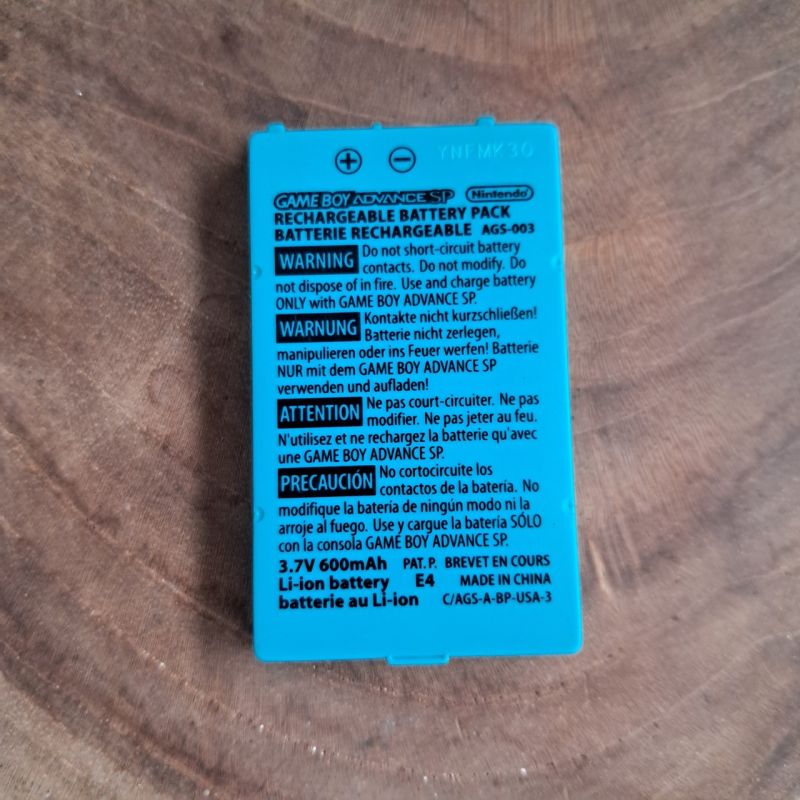 + − YNFMK30
GAME BOY ADVANCE SP Nintendo
RECHARGEABLE BATTERY PACK
BATTERIE RECHARGEABLE AGS-003
WARNING Do not short-circuit battery
contacts. Do not modify. Do
not dispose of in fire. Use and charge battery
ONLY with GAME BOY ADVANCE SP.
WARNUNG Kontakte nicht kurzschließen!
Batterie nicht zerlegen,
manipulieren oder ins Feuer werfen! Batterie
NUR mit dem GAME BOY ADVANCE SP
verwenden und aufladen!
ATTENTION Ne pas court-circuiter. Ne pas
modifier. Ne pas jeter au feu.
N'utilisez et ne rechargez la batterie qu'avec
une GAME BOY ADVANCE SP.
PRECAUCIÓN No cortocircuite los
contactos de la batería. No
modifique la batería de ningún modo ni la
arroje al fuego. Use y cargue la batería SÓLO
con la consola GAME BOY ADVANCE SP.
3.7V 600mAh PAT. P. BREVET EN COURS
Li-ion battery E4 MADE IN CHINA
batterie au Li-ion C/AGS-A-BP-USA-3